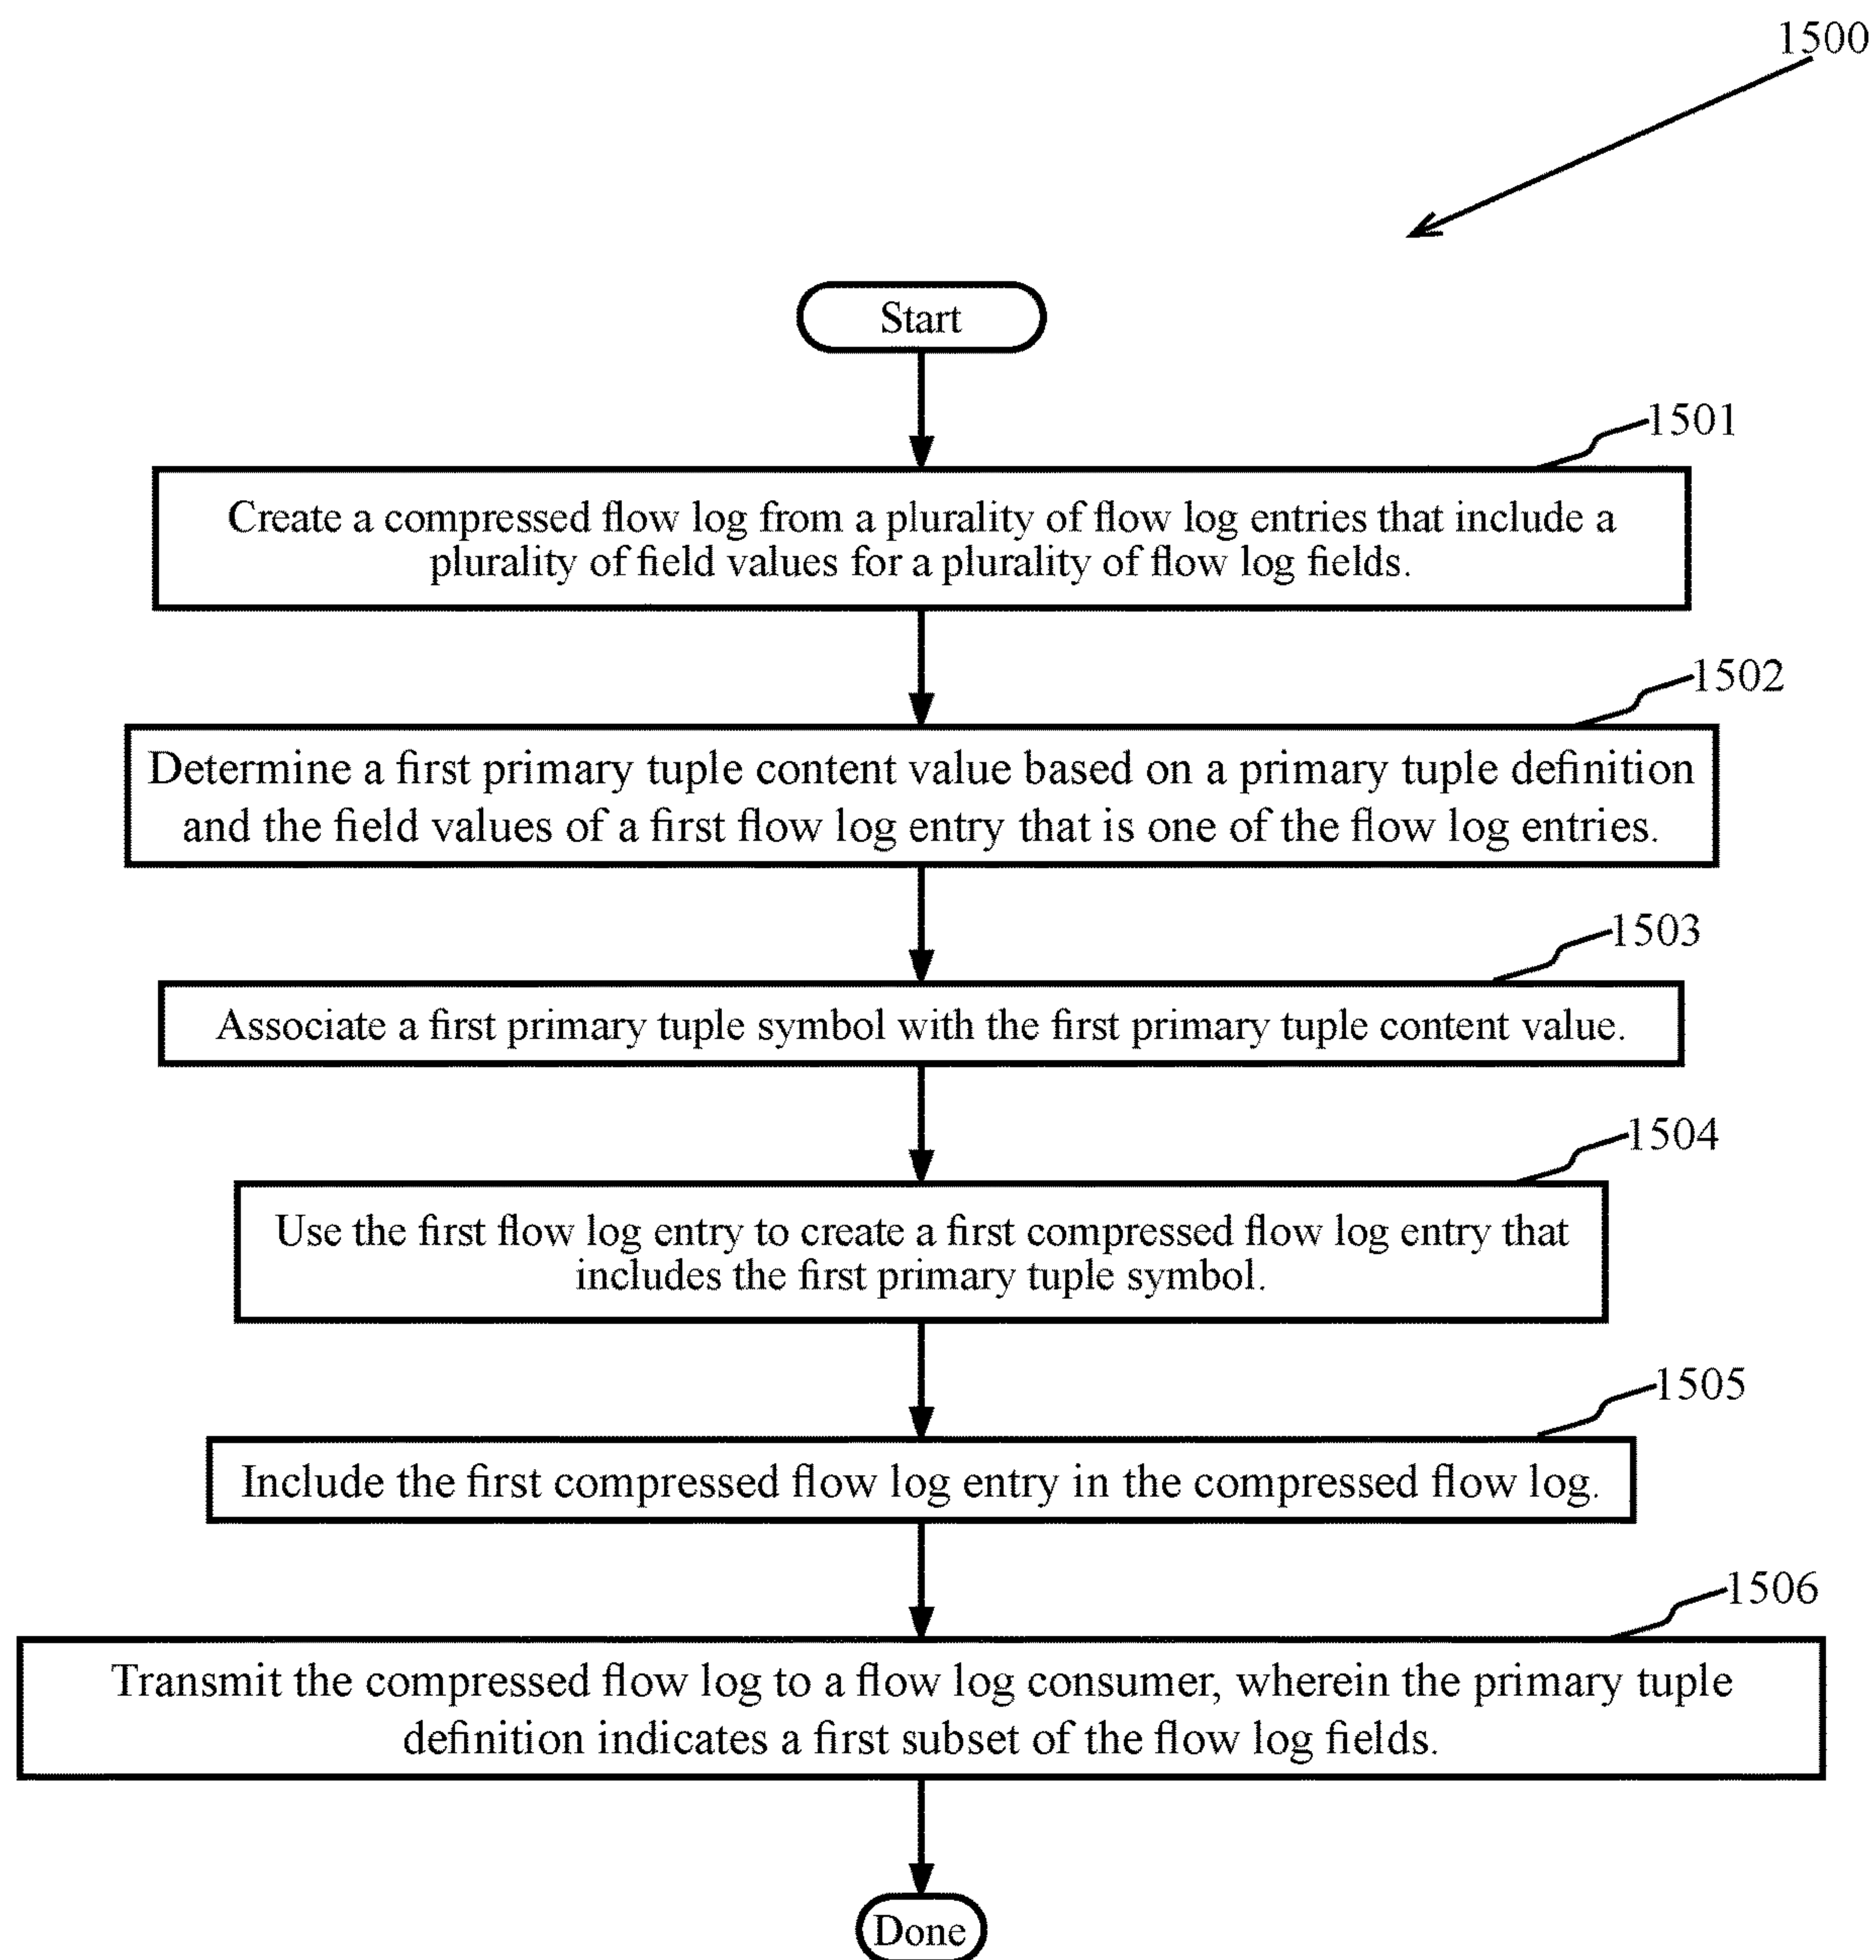 1500
Start
1501
Create a compressed flow log from a plurality of flow log entries that include a
plurality of field values for a plurality of flow log fields.
1502
Determine a first primary tuple content value based on a primary tuple definition
and the field values of a first flow log entry that is one of the flow log entries.
1503
Associate a first primary tuple symbol with the first primary tuple content value.
1504
Use the first flow log entry to create a first compressed flow log entry that
includes the first primary tuple symbol.
1505
Include the first compressed flow log entry in the compressed flow log.
1506
Transmit the compressed flow log to a flow log consumer, wherein the primary tuple
definition indicates a first subset of the flow log fields.
Done